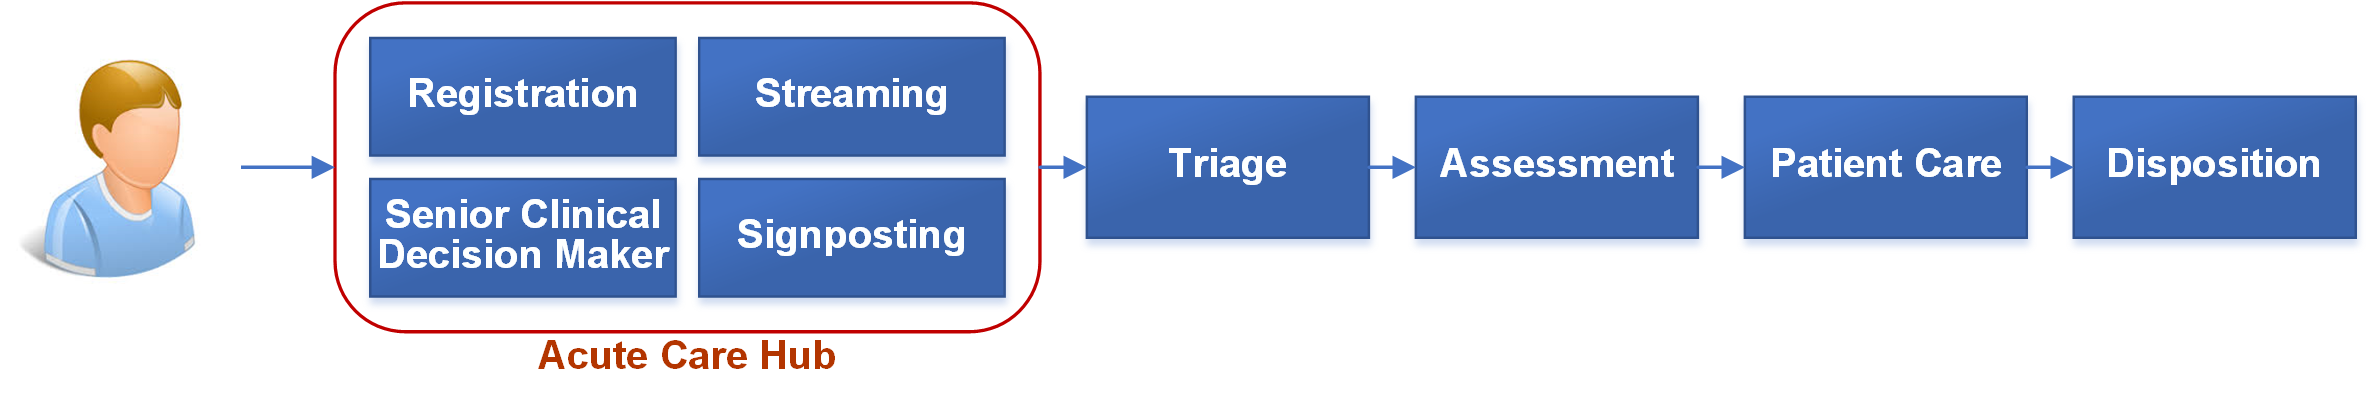 Registration
Streaming
Senior Clinical
Decision Maker
Signposting
Acute Care Hub
Triage
Assessment
Patient Care
Disposition